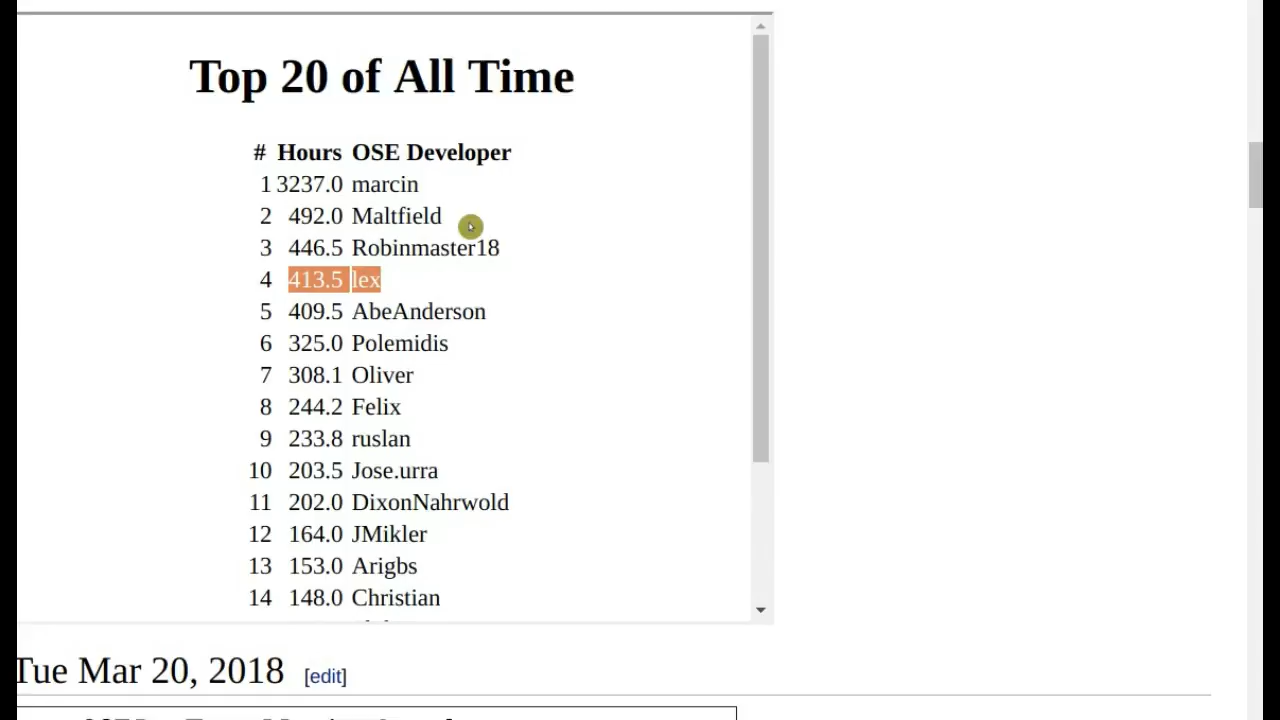 Top 20 of All Time
# Hours OSE Developer
1 3237.0 marcin
2 492.0 Maltfield
3 446.5 Robinmaster18
4 413.5 lex
5 409.5 AbeAnderson
6 325.0 Polemidis
7 308.1 Oliver
8 244.2 Felix
9 233.8 ruslan
10 203.5 Jose.urra
11 202.0 DixonNahrwold
12 164.0 JMikler
13 153.0 Arigbs
14 148.0 Christian
Tue Mar 20, 2018 [edit]